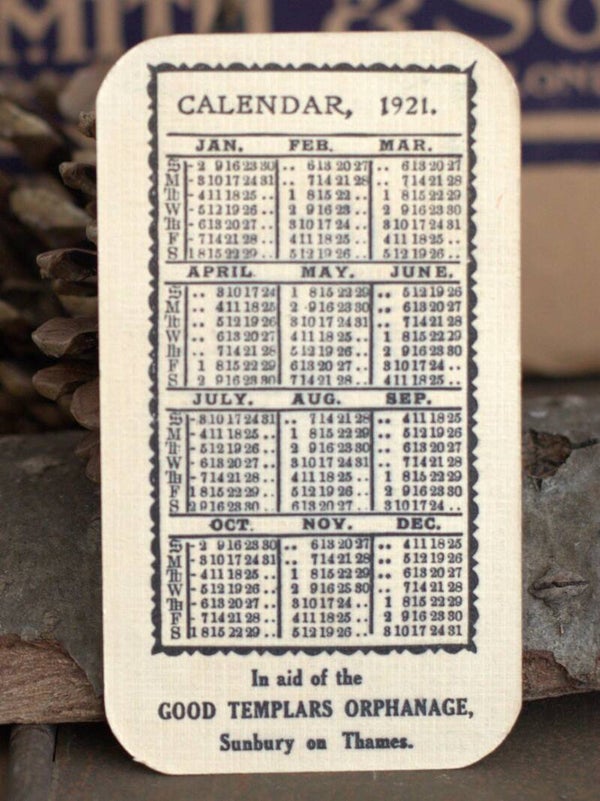 MITH & SO
LON
CALENDAR, 1921.
JAN. FEB. MAR.
S - 2 9 16 23 30 .. 6 13 20 27 .. 6 13 20 27
M - 3 10 17 24 31 .. 7 14 21 28 .. 7 14 21 28
Tu - 4 11 18 25 .. 1 8 15 22 .. 1 8 15 22 29
W - 5 12 19 26 .. 2 9 16 23 .. 2 9 16 23 30
Th - 6 13 20 27 .. 3 10 17 24 .. 3 10 17 24 31
F - 7 14 21 28 .. 4 11 18 25 .. 4 11 18 25 ..
S 1 8 15 22 29 .. 5 12 19 26 .. 5 12 19 26 ..
APRIL. MAY. JUNE.
S .. 3 10 17 24 1 8 15 22 29 .. 5 12 19 26
M .. 4 11 18 25 2 9 16 23 30 .. 6 13 20 27
Tu .. 5 12 19 26 3 10 17 24 31 .. 7 14 21 28
W .. 6 13 20 27 4 11 18 25 .. 1 8 15 22 29
Th .. 7 14 21 28 5 12 19 26 .. 2 9 16 23 30
F 1 8 15 22 29 6 13 20 27 .. 3 10 17 24 ..
S 2 9 16 23 30 7 14 21 28 .. 4 11 18 25 ..
JULY. AUG. SEP.
S - 3 10 17 24 31 .. 7 14 21 28 .. 4 11 18 25
M - 4 11 18 25 .. 1 8 15 22 29 .. 5 12 19 26
Tu - 5 12 19 26 .. 2 9 16 23 30 .. 6 13 20 27
W - 6 13 20 27 .. 3 10 17 24 31 .. 7 14 21 28
Th - 7 14 21 28 .. 4 11 18 25 .. 1 8 15 22 29
F 1 8 15 22 29 .. 5 12 19 26 .. 2 9 16 23 30
S 2 9 16 23 30 .. 6 13 20 27 .. 3 10 17 24 ..
OCT. NOV. DEC.
S - 2 9 16 23 30 .. 6 13 20 27 .. 4 11 18 25
M - 3 10 17 24 31 .. 7 14 21 28 .. 5 12 19 26
Tu - 4 11 18 25 .. 1 8 15 22 29 .. 6 13 20 27
W - 5 12 19 26 .. 2 9 16 23 30 .. 7 14 21 28
Th - 6 13 20 27 .. 3 10 17 24 .. 1 8 15 22 29
F - 7 14 21 28 .. 4 11 18 25 .. 2 9 16 23 30
S 1 8 15 22 29 .. 5 12 19 26 .. 3 10 17 24 31
In aid of the
GOOD TEMPLARS ORPHANAGE,
Sunbury on Thames.